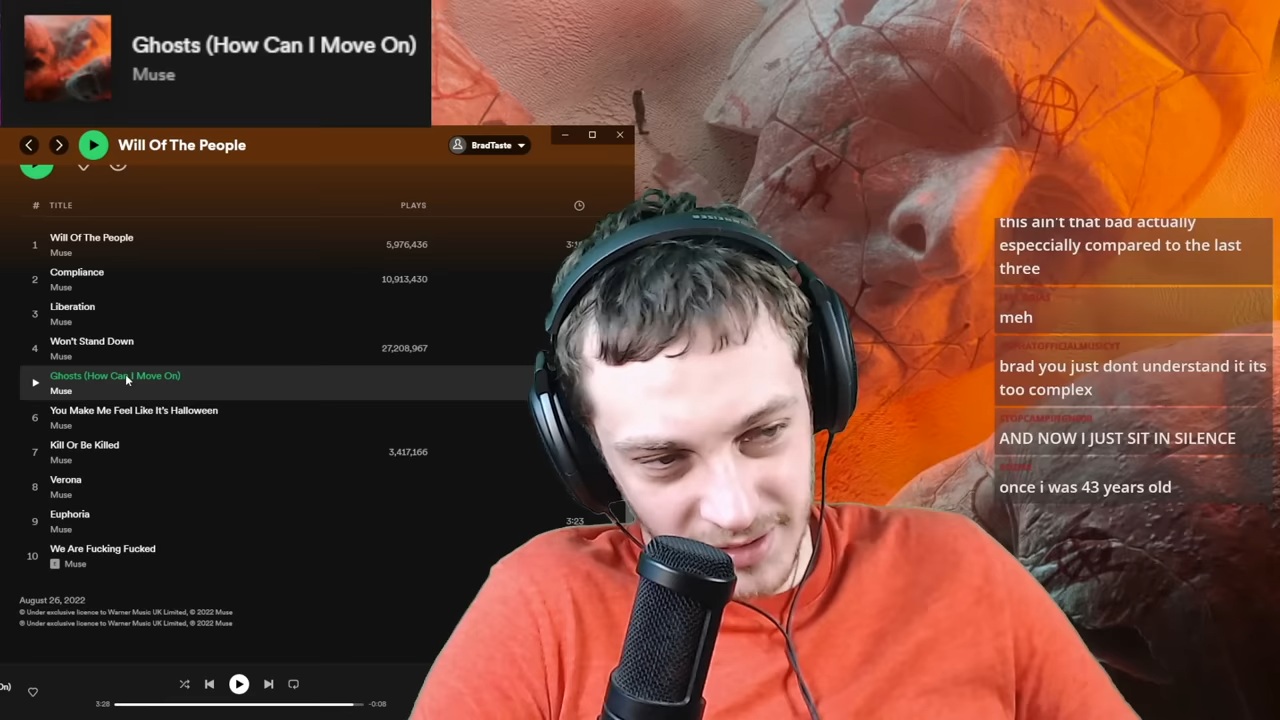 Ghosts (How Can I Move On)
Muse
Will Of The People
BradTaste
# TITLE PLAYS
1 Will Of The People 5,976,436
Muse
2 Compliance 10,913,430
Muse
3 Liberation
Muse
4 Won't Stand Down 27,208,967
Muse
Ghosts (How Can I Move On)
Muse
6 You Make Me Feel Like It's Halloween
Muse
7 Kill Or Be Killed 3,417,166
Muse
8 Verona
Muse
9 Euphoria 3:23
Muse
10 We Are Fucking Fucked
E Muse
August 26, 2022
© Under exclusive licence to Warner Music UK Limited, © 2022 Muse
℗ Under exclusive licence to Warner Music UK Limited, ℗ 2022 Muse
On)
3:28 -0:08
this ain't that bad actually
especcially compared to the last
three
meh
brad you just dont understand it its
too complex
AND NOW I JUST SIT IN SILENCE
once i was 43 years old